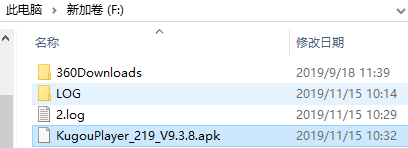 此电脑 › 新加卷 (F:)
名称 修改日期
360Downloads 2019/9/18 11:39
LOG 2019/11/15 10:14
2.log 2019/11/15 10:29
KugouPlayer_219_V9.3.8.apk 2019/11/15 10:32